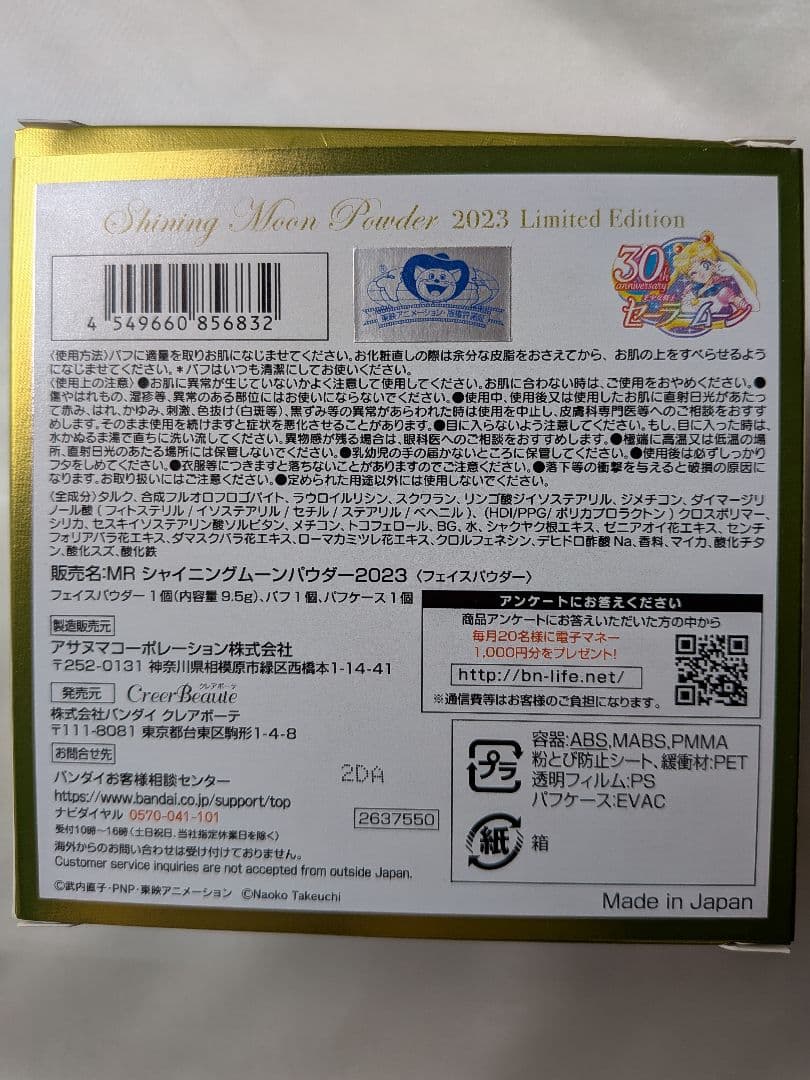 Shining Moon Powder 2023 Limited Edition
4 549660 856832
東映アニメーション・版権許諾証
30th
anniversary
美少女戦士
セーラームーン
〈使用方法〉パフに適量を取りお肌になじませてください。お化粧直しの際は余分な皮脂をおさえてから、お肌の上をすべらせるよう
になじませてください。＊パフはいつも清潔にしてお使いください。
〈使用上の注意〉●お肌に異常が生じていないかよく注意して使用してください。お肌に合わない時は、ご使用をおやめください。●
傷やはれもの、湿疹等、異常のある部位にはお使いにならないでください。●使用中、使用後又は使用したお肌に直射日光があたっ
て赤み、はれ、かゆみ、刺激、色抜け(白斑等)、黒ずみ等の異常があらわれた時は使用を中止し、皮膚科専門医等へのご相談をおすす
めします。そのまま使用を続けますと症状を悪化させることがあります。●目に入らないよう注意してください。もし、目に入った時は、
水かぬるま湯で直ちに洗い流してください。異物感が残る場合は、眼科医へのご相談をおすすめします。●極端に高温又は低温の場
所、直射日光のあたる場所には保管しないでください。●乳幼児の手の届かないところに保管してください。●使用後は必ずしっかり
フタをしめてください。●衣服等につきますと落ちないことがありますのでご注意ください。●落下等の衝撃を与えると破損の原因に
なります。お取り扱いにはご注意ください。●定められた用途以外には使用しないでください。
〈全成分〉タルク、合成フルオロフロゴパイト、ラウロイルリシン、スクワラン、リンゴ酸ジイソステアリル、ジメチコン、ダイマージリ
ノール酸(フィトステリル/イソステアリル/セチル/ステアリル/ベヘニル)、(HDI/PPG/ポリカプロラクトン)クロスポリマー、
シリカ、セスキイソステアリン酸ソルビタン、メチコン、トコフェロール、BG、水、シャクヤク根エキス、ゼニアオイ花エキス、センチ
フォリアバラ花エキス、ダマスクバラ花エキス、ローマカミツレ花エキス、クロルフェネシン、デヒドロ酢酸Na、香料、マイカ、酸化チタ
ン、酸化スズ、酸化鉄
販売名:MR シャイニングムーンパウダー2023〈フェイスパウダー〉
フェイスパウダー1個(内容量9.5g)、パフ1個、パフケース1個
製造販売元
アサヌマコーポレーション株式会社
〒252-0131 神奈川県相模原市緑区西橋本1-14-41
発売元
クレアボーテ
CreerBeaute
株式会社バンダイ クレアボーテ
〒111-8081 東京都台東区駒形1-4-8
お問合せ先
バンダイお客様相談センター
https://www.bandai.co.jp/support/top
ナビダイヤル 0570-041-101
受付10時〜16時(土日祝日、当社指定休業日を除く)
海外からのお問い合わせは受け付けておりません。
Customer service inquiries are not accepted from outside Japan.
©武内直子・PNP・東映アニメーション ©Naoko Takeuchi
2DA
2637550
アンケートにお答えください
商品アンケートにお答えいただいた方の中から
毎月20名様に電子マネー
1,000円分をプレゼント!
http://bn-life.net/
※通信費等はお客様のご負担になります。
プラ
容器:ABS,MABS,PMMA
粉とび防止シート、緩衝材:PET
透明フィルム:PS
パフケース:EVAC
紙
箱
Made in Japan